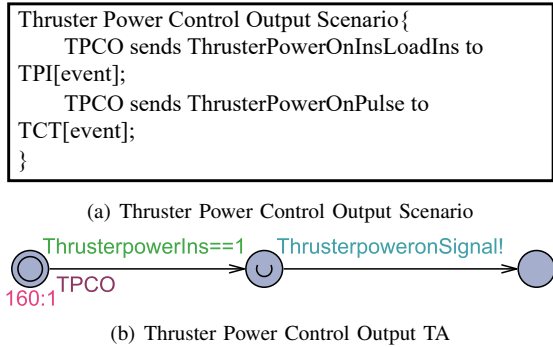 Thruster Power Control Output Scenario{
TPCO sends ThrusterPowerOnInsLoadIns to
TPI[event];
TPCO sends ThrusterPowerOnPulse to
TCT[event];
}
(a) Thruster Power Control Output Scenario
ThrusterpowerIns==1 ThrusterpoweronSignal!
TPCO
160:1
(b) Thruster Power Control Output TA